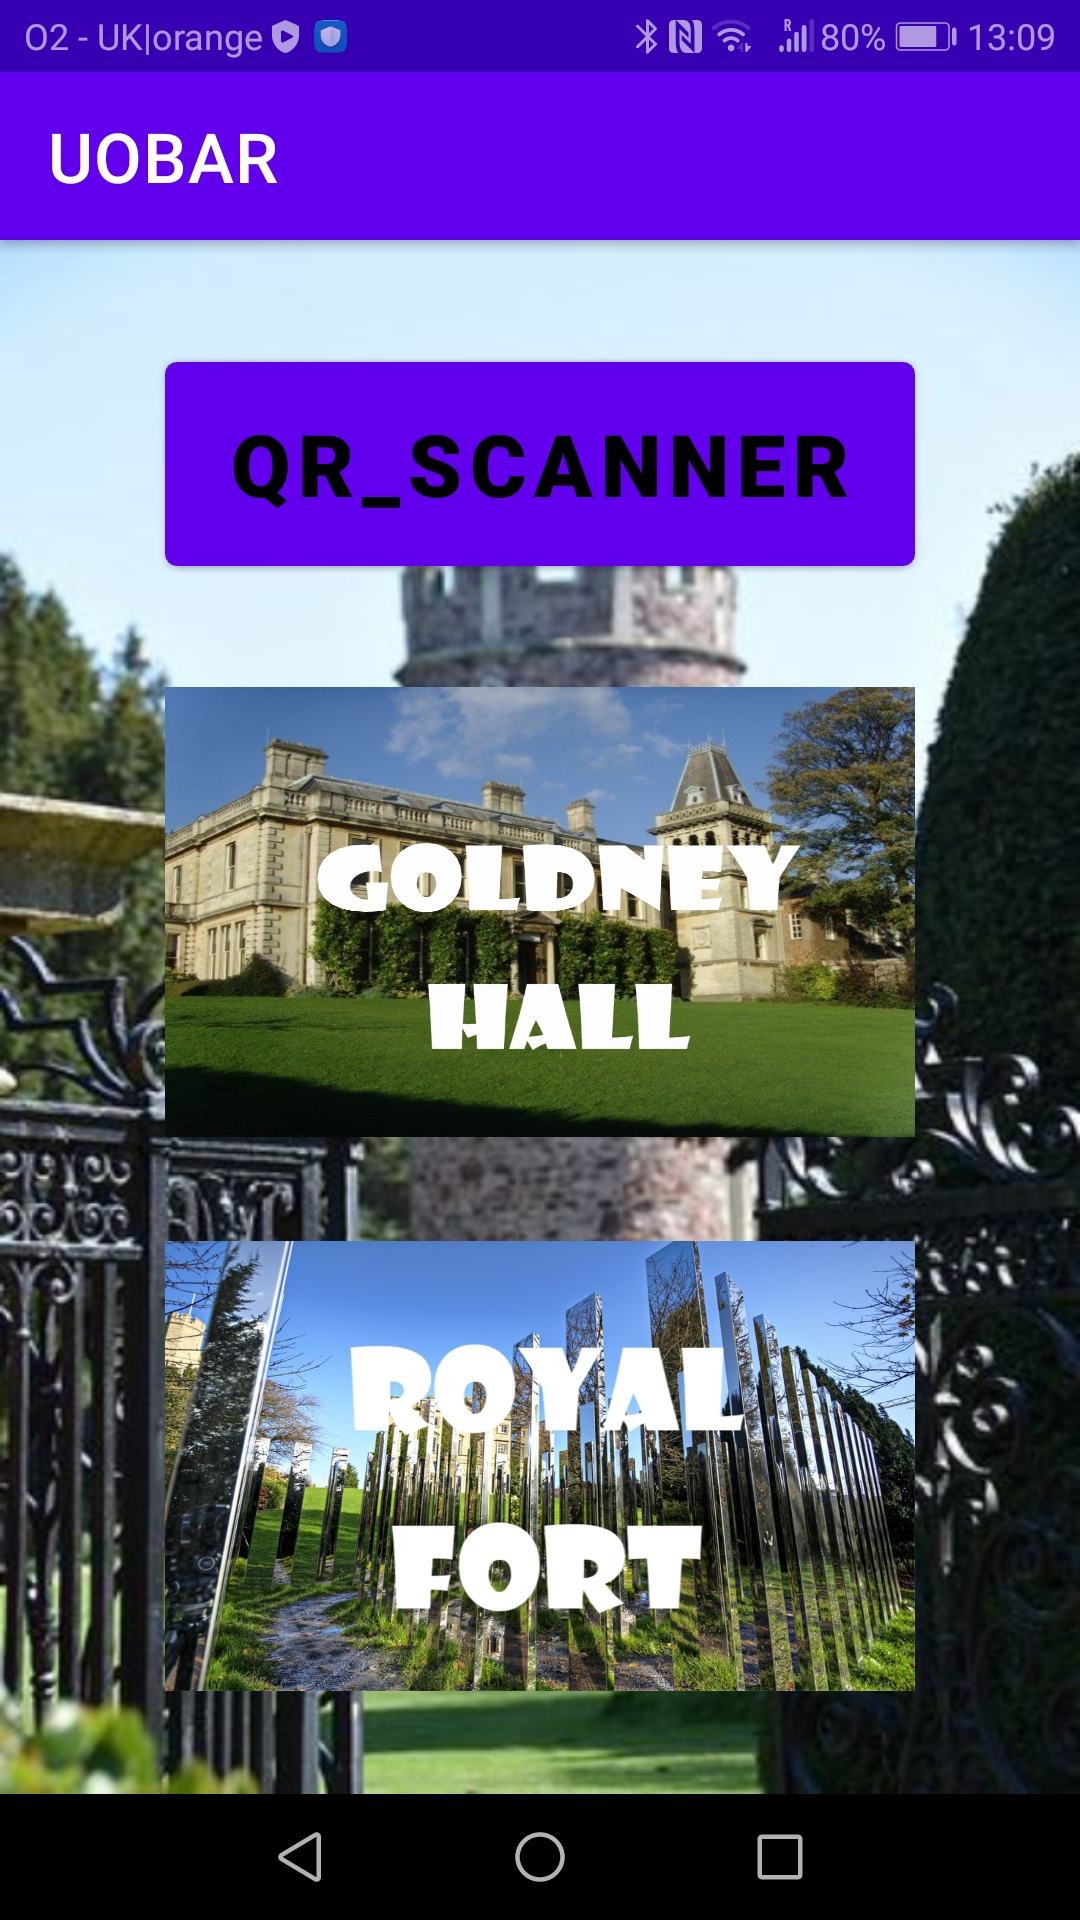 O2 - UK|orange R 80% 13:09
UOBAR
QR_SCANNER
GOLDNEY
HALL
ROYAL
FORT